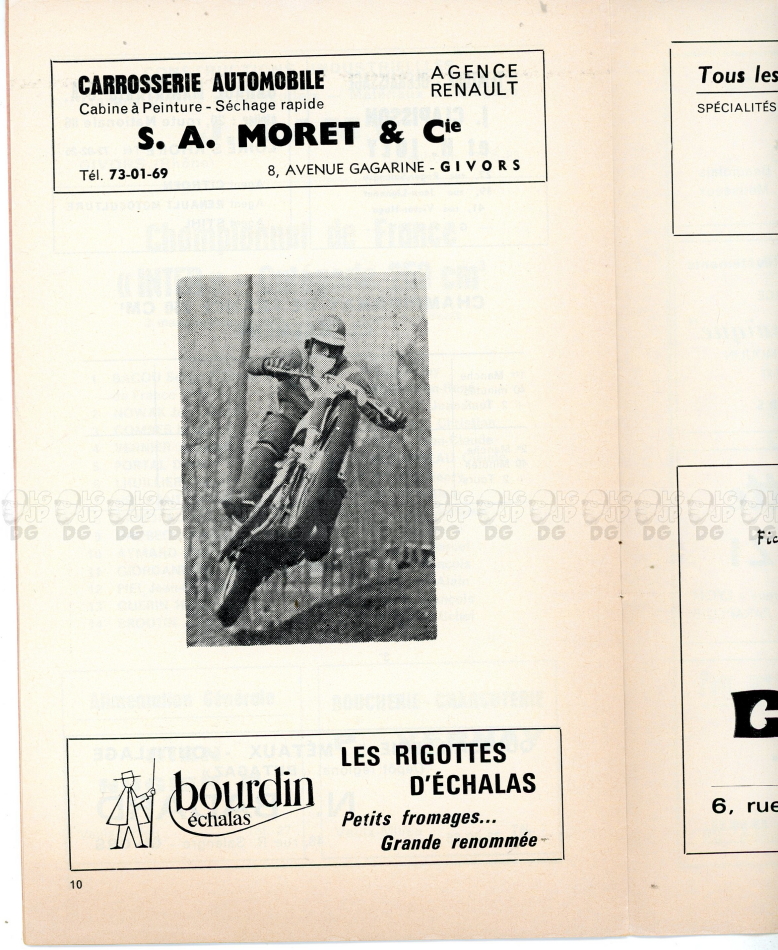 CARROSSERIE AUTOMOBILE
AGENCE
RENAULT
Cabine à Peinture - Séchage rapide
S. A. MORET & Cie
Tél. 73-01-69
8, AVENUE GAGARINE - GIVORS
LES RIGOTTES
D'ÉCHALAS
bourdin
échalas
Petits fromages...
Grande renommée
10
Tous les
SPÉCIALITÉS
6, rue